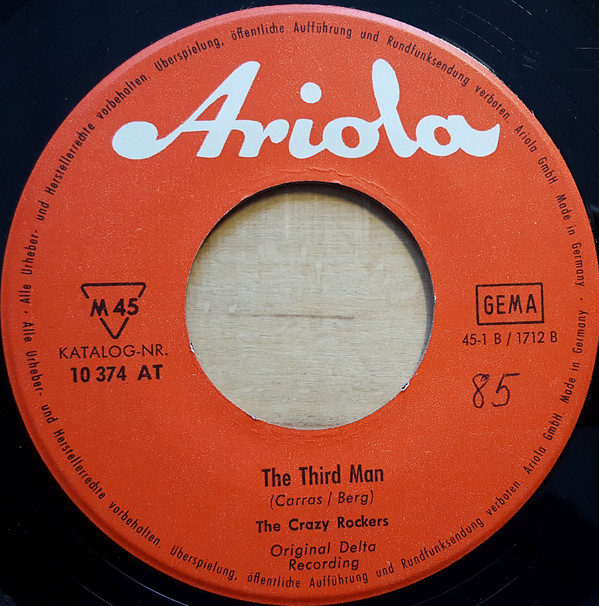 Alle Urheber- und Herstellerrechte vorbehalten. Überspielung, öffentliche Aufführung und Rundfunksendung verboten. Ariola GmbH. Made in Germany ·
Ariola
M 45
KATALOG-NR.
10 374 AT
GEMA
45-1 B / 1712 B
85
The Third Man
(Carras / Berg)
The Crazy Rockers
Original Delta
Recording
Alle Urheber- und Herstellerrechte vorbehalten. Überspielung, öffentliche Aufführung und Rundfunksendung verboten. Ariola GmbH. Made in Germany ·